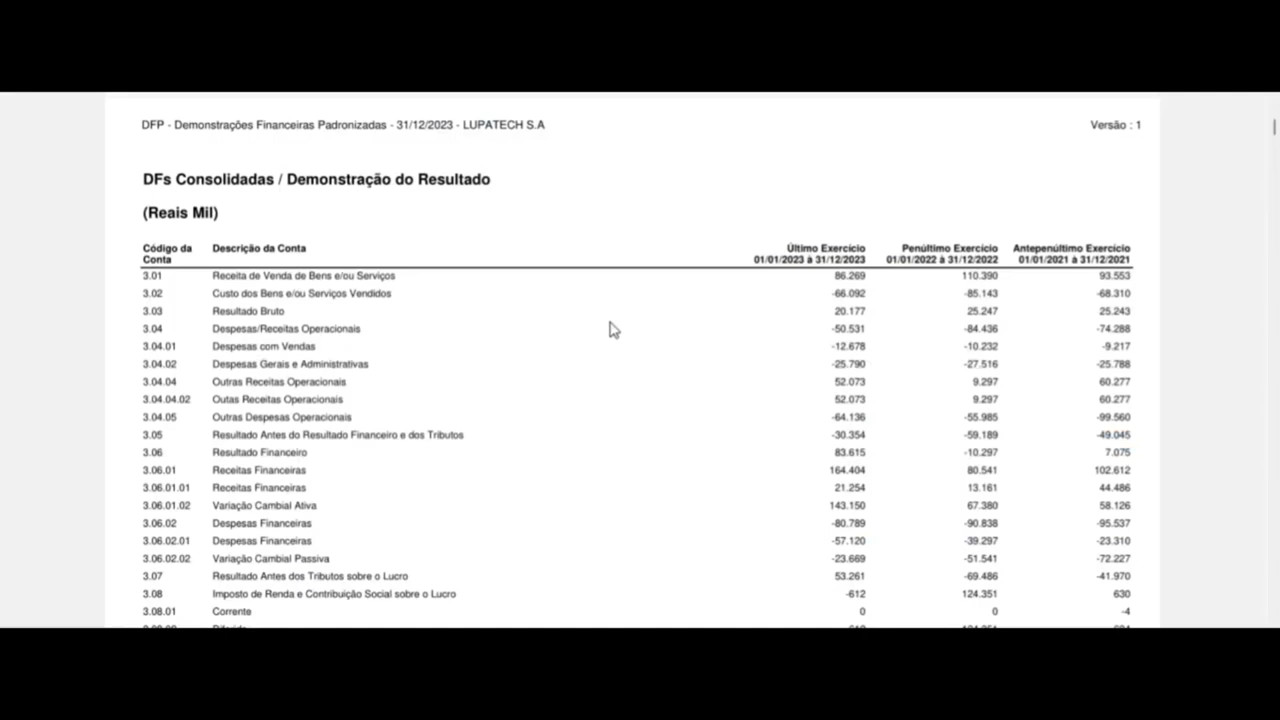 DFP - Demonstrações Financeiras Padronizadas - 31/12/2023 - LUPATECH S.A Versão : 1
DFs Consolidadas / Demonstração do Resultado
(Reais Mil)
Código da Conta Descrição da Conta Último Exercício 01/01/2023 à 31/12/2023 Penúltimo Exercício 01/01/2022 à 31/12/2022 Antepenúltimo Exercício 01/01/2021 à 31/12/2021
3.01 Receita de Venda de Bens e/ou Serviços 86.269 110.390 93.553
3.02 Custo dos Bens e/ou Serviços Vendidos -66.092 -85.143 -68.310
3.03 Resultado Bruto 20.177 25.247 25.243
3.04 Despesas/Receitas Operacionais -50.531 -84.436 -74.288
3.04.01 Despesas com Vendas -12.678 -10.232 -9.217
3.04.02 Despesas Gerais e Administrativas -25.790 -27.516 -25.788
3.04.04 Outras Receitas Operacionais 52.073 9.297 60.277
3.04.04.02 Outas Receitas Operacionais 52.073 9.297 60.277
3.04.05 Outras Despesas Operacionais -64.136 -55.985 -99.560
3.05 Resultado Antes do Resultado Financeiro e dos Tributos -30.354 -59.189 -49.045
3.06 Resultado Financeiro 83.615 -10.297 7.075
3.06.01 Receitas Financeiras 164.404 80.541 102.612
3.06.01.01 Receitas Financeiras 21.254 13.161 44.486
3.06.01.02 Variação Cambial Ativa 143.150 67.380 58.126
3.06.02 Despesas Financeiras -80.789 -90.838 -95.537
3.06.02.01 Despesas Financeiras -57.120 -39.297 -23.310
3.06.02.02 Variação Cambial Passiva -23.669 -51.541 -72.227
3.07 Resultado Antes dos Tributos sobre o Lucro 53.261 -69.486 -41.970
3.08 Imposto de Renda e Contribuição Social sobre o Lucro -612 124.351 630
3.08.01 Corrente 0 0 -4